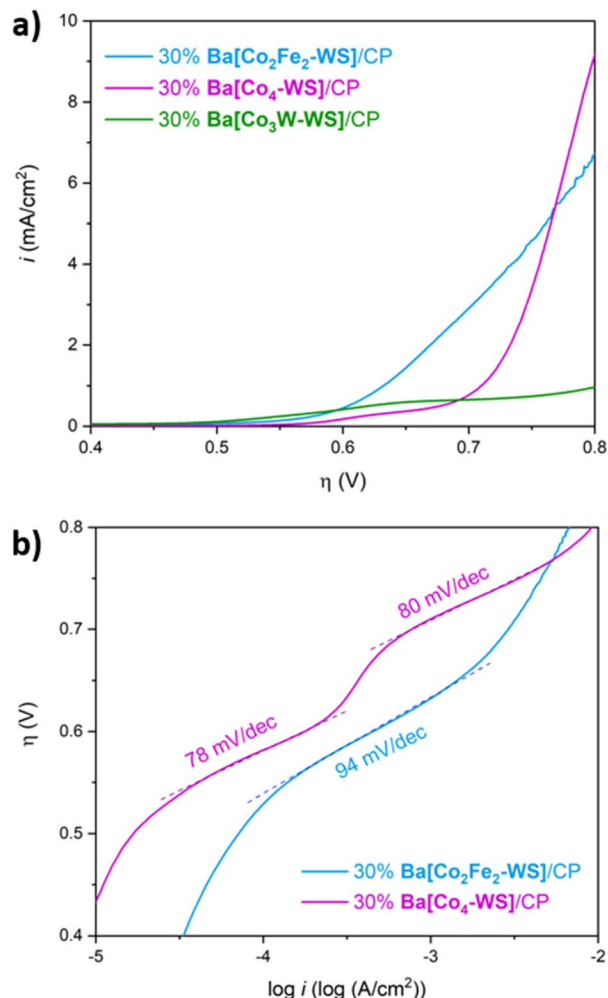 a)
30% Ba[Co₂Fe₂-WS]/CP
30% Ba[Co₄-WS]/CP
30% Ba[Co₃W-WS]/CP
i (mA/cm²)
10
8
6
4
2
0
0.4 0.5 0.6 0.7 0.8
η (V)
b)
80 mV/dec
78 mV/dec
94 mV/dec
η (V)
0.8
0.7
0.6
0.5
0.4
30% Ba[Co₂Fe₂-WS]/CP
30% Ba[Co₄-WS]/CP
-5 -4 -3 -2
log i (log (A/cm²))